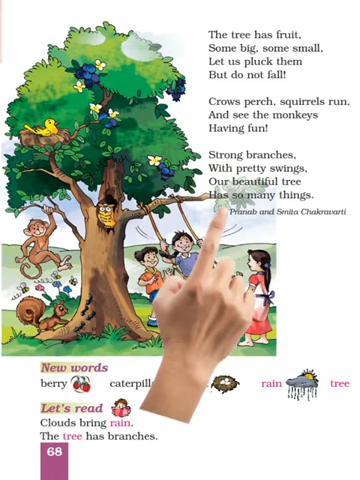 The tree has fruit,
Some big, some small,
Let us pluck them
But do not fall!
Crows perch, squirrels run,
And see the monkeys
Having fun!
Strong branches,
With pretty swings,
Our beautiful tree
Has so many things.
Pranab and Smita Chakravarti
New words
berry rain tree
Let's read
Clouds bring rain.
The tree has branches.
68